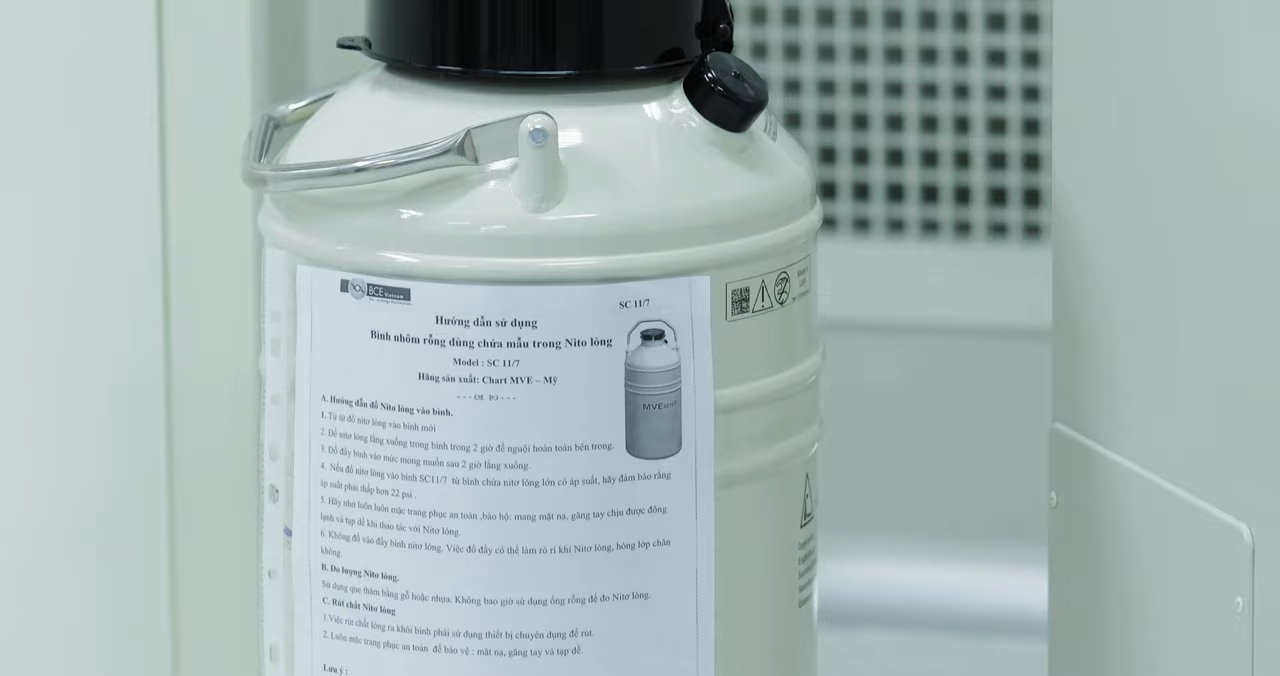 BCE Vietnam
SC 11/7
Hướng dẫn sử dụng
Bình nhôm rỗng dùng chứa mẫu trong Nito lỏng
Model : SC 11/7
Hãng sản xuất: Chart MVE – Mỹ
MVE
A. Hướng dẫn đổ Nito lỏng vào bình.
1. Từ từ đổ nitơ lỏng vào bình mới
2. Để nitơ lỏng lắng xuống trong bình trong 2 giờ để nguội hoàn toàn bên trong.
3. Đổ đầy bình vào mức mong muốn sau 2 giờ lắng xuống.
4. Nếu đổ nitơ lỏng vào bình SC11/7 từ bình chứa nitơ lỏng lớn có áp suất, hãy đảm bảo rằng
áp suất phải thấp hơn 22 psi .
5. Hãy nhớ luôn luôn mặc trang phục an toàn ,bảo hộ: mang mặt nạ, găng tay chịu được đông
lạnh và tạp dề khi thao tác với Nitơ lỏng.
6. Không đổ vào đầy bình nitơ lỏng. Việc đổ đầy có thể làm rò rỉ khí Nitơ lỏng, hỏng lớp chân
không.
B. Đo lượng Nitơ lỏng.
Sử dụng que thăm bằng gỗ hoặc nhựa. Không bao giờ sử dụng ống rỗng để đo Nitơ lỏng.
C. Rút chất Nitơ lỏng
1.Việc rút chất lỏng ra khỏi bình phải sử dụng thiết bị chuyên dụng để rút.
2. Luôn mặc trang phục an toàn để bảo vệ : mặt nạ, găng tay và tạp dề.
Lưu ý :